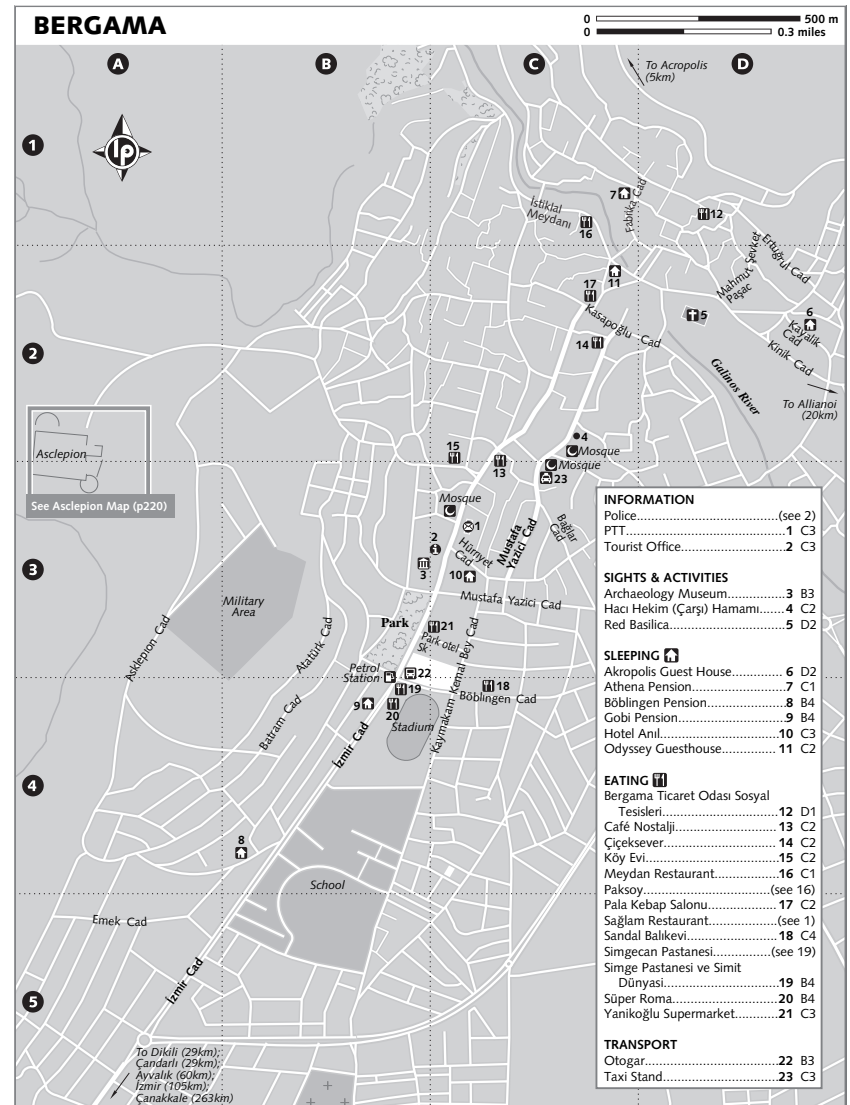 BERGAMA
0 500 m
0 0.3 miles
A B C D
To Acropolis
(5km)
1
lp
7
Fabrika Cad
12
İstiklal
Meydanı
16
Mahmut Şevket
Paşac
Ertuğrul Cad
11
17
5
6
Kayalik
Cad
Kasapoğlu Cad
14
Kinik Cad
2
Galinos River
To Allianoi
(20km)
4
Mosque
15
Asclepion
13
Mosque
23
See Asclepion Map (p220)
Mosque
1
Mustafa
Yazici Cad
Bağlar
Cad
2
Hürriyet
Cad
3
3
10
Military
Area
Mustafa Yazici Cad
Asklepion Cad
Park
21
Park otel
Sk
Atatürk Cad
Petrol
Station
22
19
18
Böblingen Cad
Kaymakam Kemal Bey Cad
9
20
Stadium
Batram Cad
İzmir Cad
4
8
School
Emek Cad
İzmir Cad
5
To Dikili (29km);
Çandarlı (29km);
Ayvalık (60km);
İzmir (105km);
Çanakkale (263km)
INFORMATION
Police.............................(see 2)
PTT.....................................1 C3
Tourist Office.......................2 C3
SIGHTS & ACTIVITIES
Archaeology Museum.............3 B3
Hacı Hekim (Çarşı) Hamamı......4 C2
Red Basilica...........................5 D2
SLEEPING
Akropolis Guest House............6 D2
Athena Pension......................7 C1
Böblingen Pension..................8 B4
Gobi Pension.........................9 B4
Hotel Anıl............................10 C3
Odyssey Guesthouse..............11 C2
EATING
Bergama Ticaret Odası Sosyal
Tesisleri............................12 D1
Café Nostalji........................13 C2
Çiçeksever...........................14 C2
Köy Evi................................15 C2
Meydan Restaurant................16 C1
Paksoy.............................(see 16)
Pala Kebap Salonu.................17 C2
Sağlam Restaurant...............(see 1)
Sandal Balıkevi.....................18 C4
Simgecan Pastanesi.............(see 19)
Simge Pastanesi ve Simit
Dünyasi............................19 B4
Süper Roma.........................20 B4
Yanikoğlu Supermarket...........21 C3
TRANSPORT
Otogar................................22 B3
Taxi Stand............................23 C3